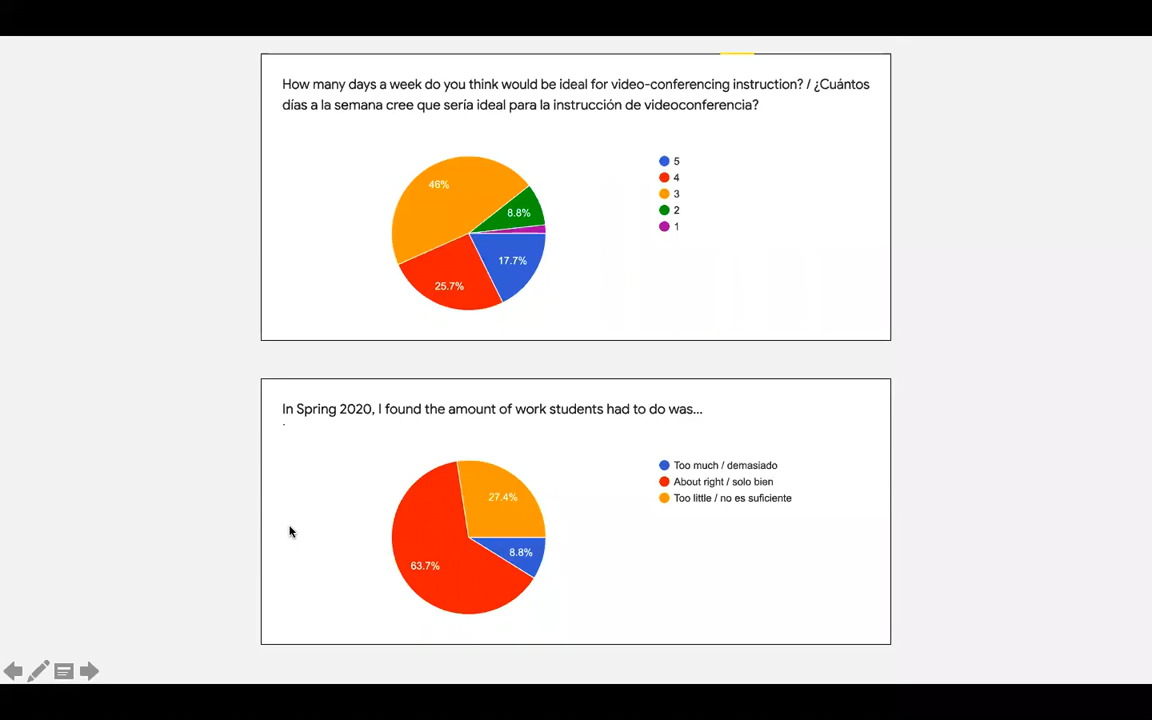 How many days a week do you think would be ideal for video-conferencing instruction? / ¿Cuántos
días a la semana cree que sería ideal para la instrucción de videoconferencia?
46%
8.8%
17.7%
25.7%
5
4
3
2
1
In Spring 2020, I found the amount of work students had to do was...
.
27.4%
8.8%
63.7%
Too much / demasiado
About right / solo bien
Too little / no es suficiente